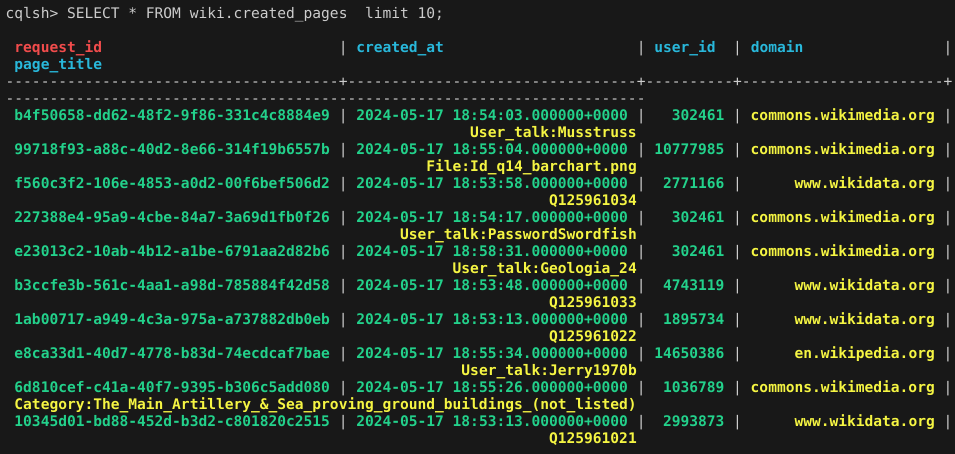 cqlsh> SELECT * FROM wiki.created_pages  limit 10;
request_id | created_at | user_id | domain |
page_title
--------------------------------------+---------------------------------+----------+----------------------+
-------------------------------------------------------------------------
b4f50658-dd62-48f2-9f86-331c4c8884e9 | 2024-05-17 18:54:03.000000+0000 | 302461 | commons.wikimedia.org |
User_talk:Musstruss
99718f93-a88c-40d2-8e66-314f19b6557b | 2024-05-17 18:55:04.000000+0000 | 10777985 | commons.wikimedia.org |
File:Id_q14_barchart.png
f560c3f2-106e-4853-a0d2-00f6bef506d2 | 2024-05-17 18:53:58.000000+0000 | 2771166 | www.wikidata.org |
Q125961034
227388e4-95a9-4cbe-84a7-3a69d1fb0f26 | 2024-05-17 18:54:17.000000+0000 | 302461 | commons.wikimedia.org |
User_talk:PasswordSwordfish
e23013c2-10ab-4b12-a1be-6791aa2d82b6 | 2024-05-17 18:58:31.000000+0000 | 302461 | commons.wikimedia.org |
User_talk:Geologia_24
b3ccfe3b-561c-4aa1-a98d-785884f42d58 | 2024-05-17 18:53:48.000000+0000 | 4743119 | www.wikidata.org |
Q125961033
1ab00717-a949-4c3a-975a-a737882db0eb | 2024-05-17 18:53:13.000000+0000 | 1895734 | www.wikidata.org |
Q125961022
e8ca33d1-40d7-4778-b83d-74ecdcaf7bae | 2024-05-17 18:55:34.000000+0000 | 14650386 | en.wikipedia.org |
User_talk:Jerry1970b
6d810cef-c41a-40f7-9395-b306c5add080 | 2024-05-17 18:55:26.000000+0000 | 1036789 | commons.wikimedia.org |
Category:The_Main_Artillery_&_Sea_proving_ground_buildings_(not_listed)
10345d01-bd88-452d-b3d2-c801820c2515 | 2024-05-17 18:53:13.000000+0000 | 2993873 | www.wikidata.org |
Q125961021